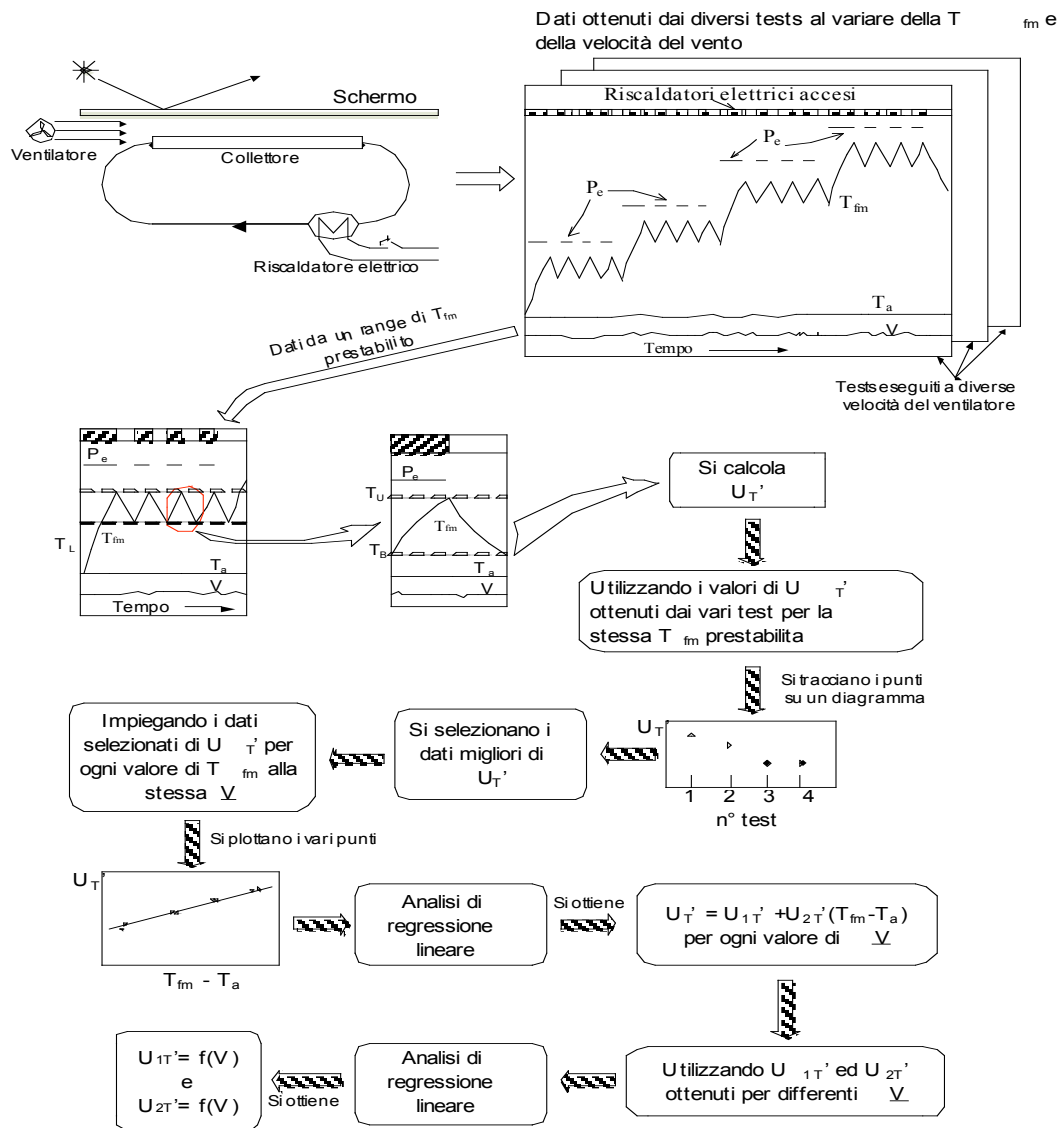 Dati ottenuti dai diversi tests al variare della T fm e
della velocità del vento
Schermo
Ventilatore
Collettore
Riscaldatore elettrico
Riscaldatori elettrici accesi
Pe
Pe
Tfm
Ta
V
Tempo
Tests eseguiti a diverse
velocità del ventilatore
Dati da un range di Tfm
prestabilito
Pe
TL
Tfm
Ta
V
Tempo
Pe
TU
Tfm
TB
Ta
V
Si calcola
UT'
Utilizzando i valori di U T'
ottenuti dai vari test per la
stessa T fm prestabilita
Si tracciano i punti
su un diagramma
UT'
1 2 3 4
n° test
Si selezionano i
dati migliori di
UT'
Impiegando i dati
selezionati di U T' per
ogni valore di T fm alla
stessa V
Si plottano i vari punti
UT'
Tfm - Ta
Analisi di
regressione
lineare
Si ottiene
UT' = U1T' +U2T'(Tfm-Ta)
per ogni valore di V
Utilizzando U 1T' ed U2T'
ottenuti per differenti V
Analisi di
regressione
lineare
Si ottiene
U1T'= f(V)
e
U2T'= f(V)